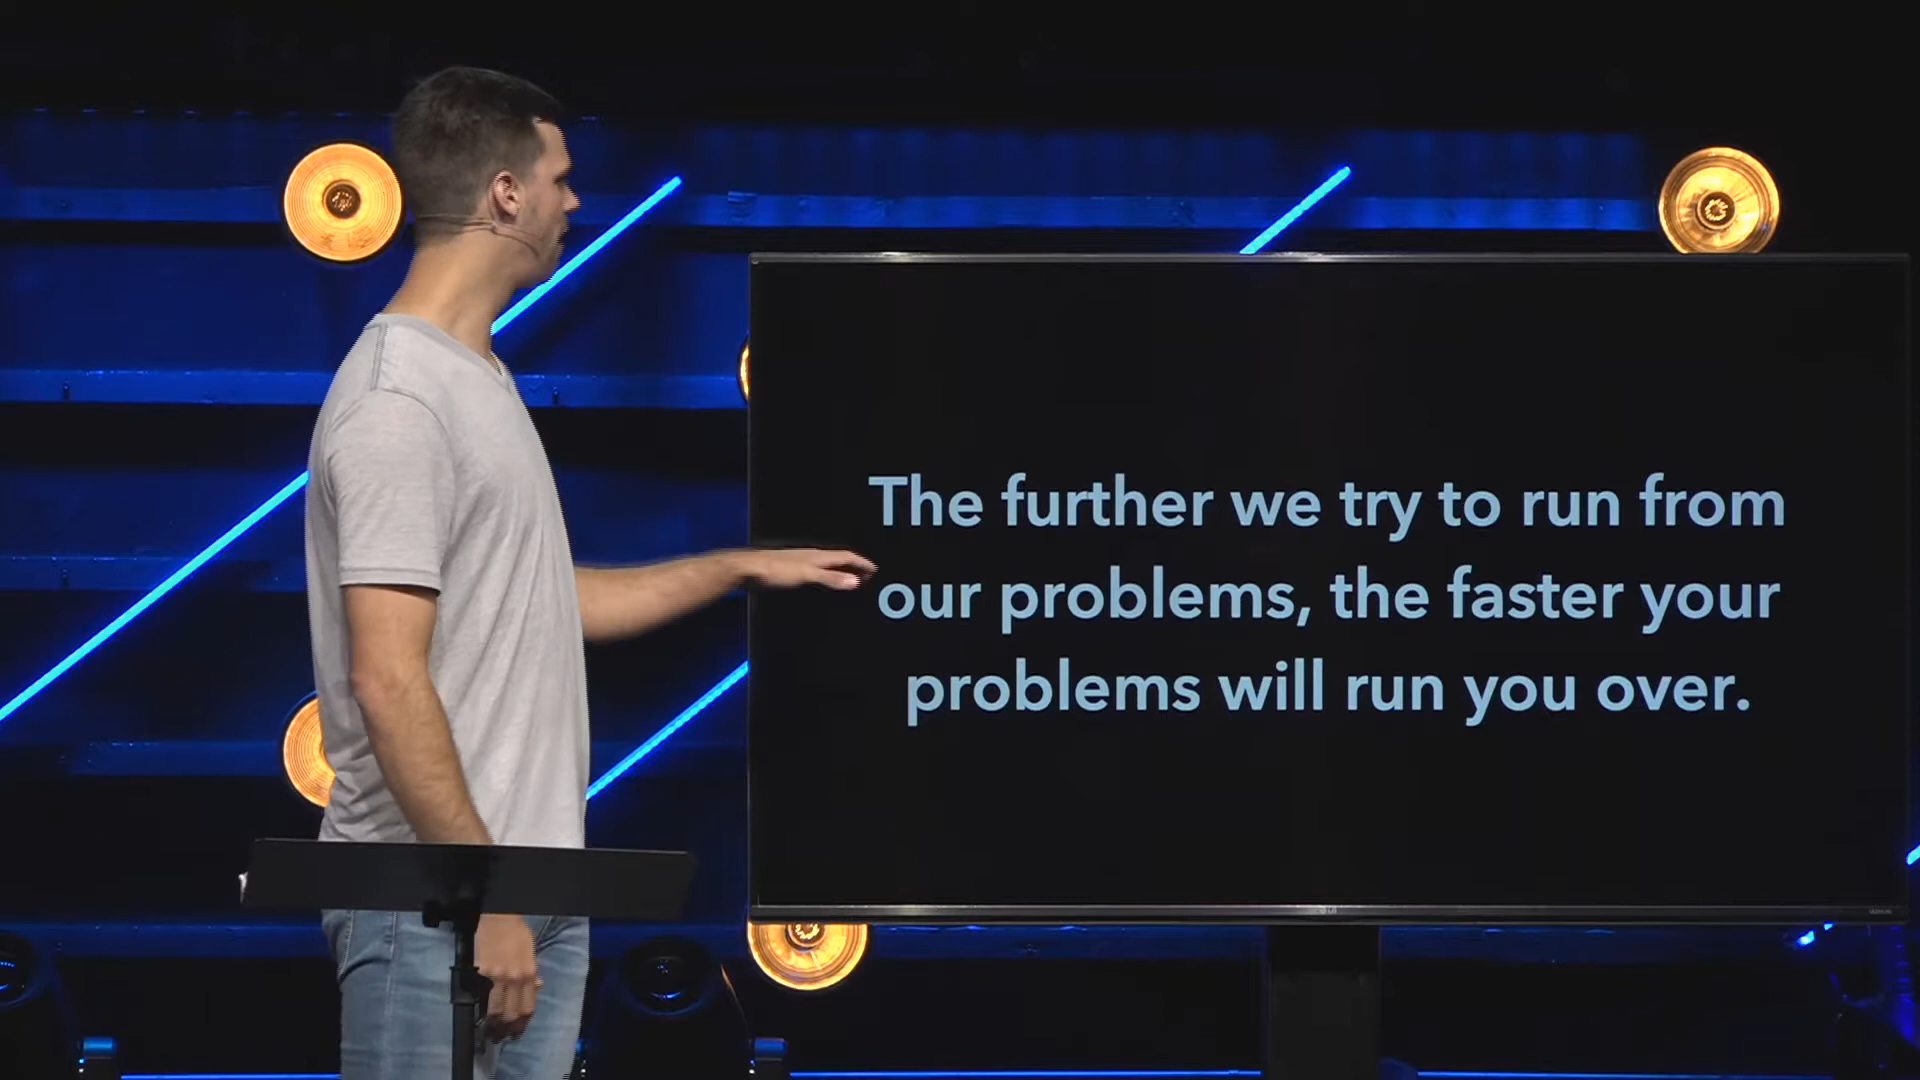 The further we try to run from
our problems, the faster your
problems will run you over.